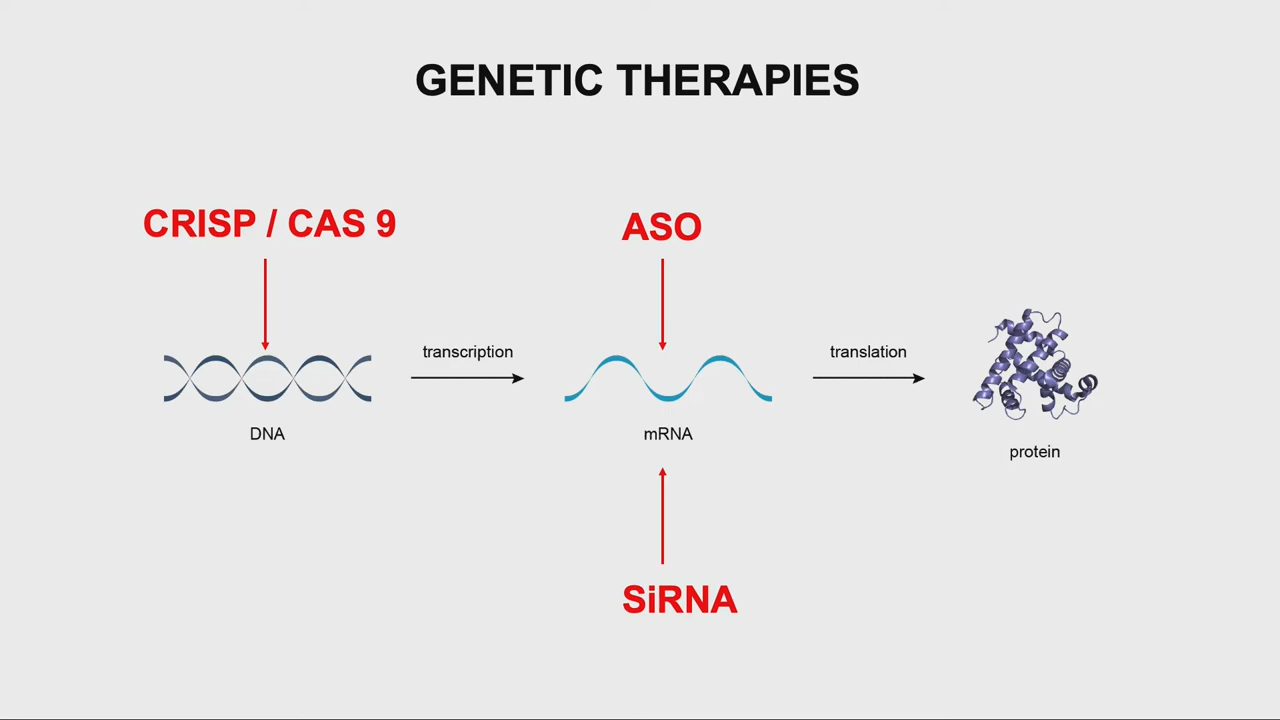 GENETIC THERAPIES
CRISP / CAS 9
ASO
transcription
translation
DNA
mRNA
protein
SiRNA